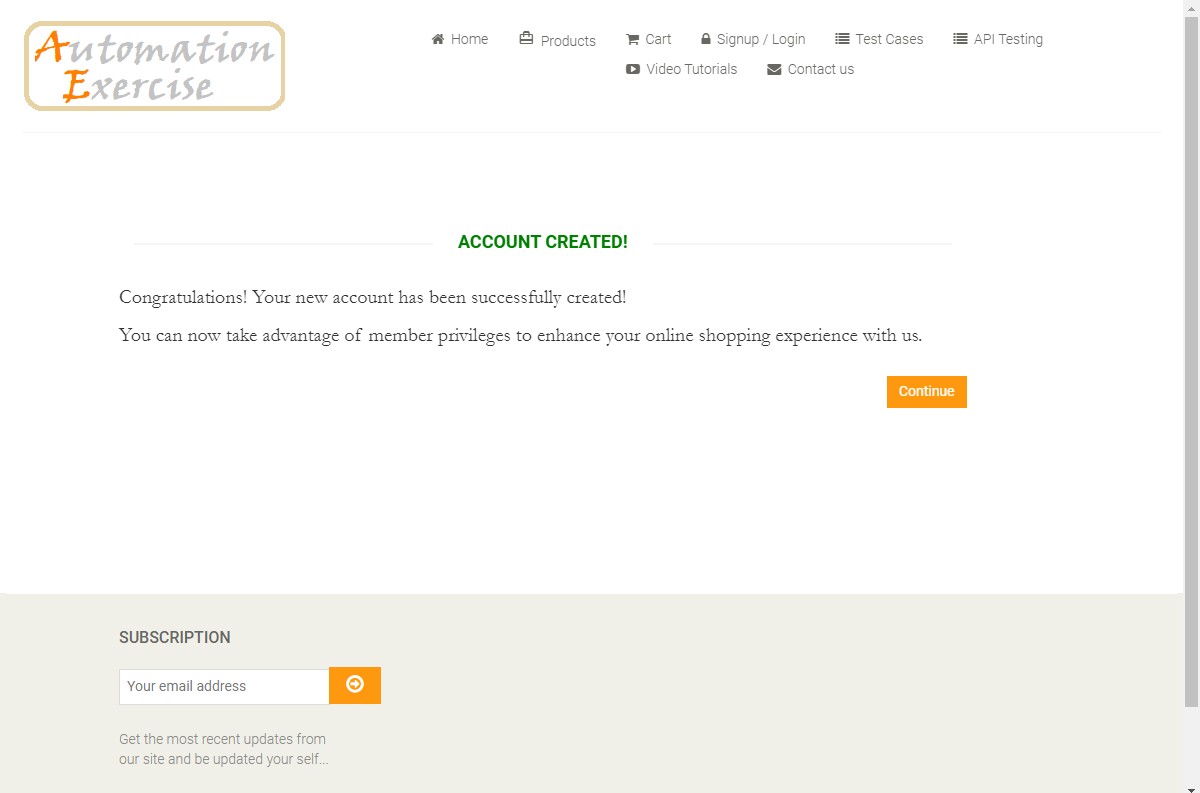 Automation
Exercise
Home
Products
Cart
Signup / Login
Test Cases
API Testing
Video Tutorials
Contact us
ACCOUNT CREATED!
Congratulations! Your new account has been successfully created!
You can now take advantage of member privileges to enhance your online shopping experience with us.
Continue
SUBSCRIPTION
Your email address
Get the most recent updates from
our site and be updated your self...